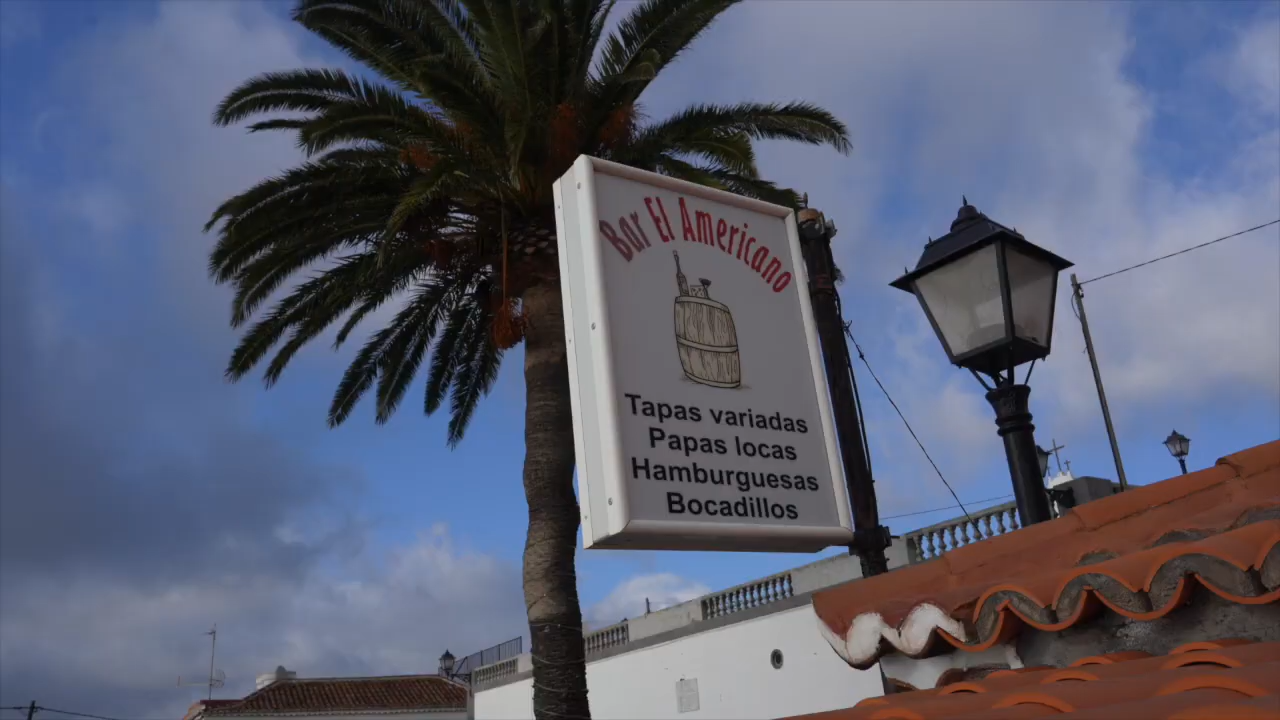 Bar El Americano
Tapas variadas
Papas locas
Hamburguesas
Bocadillos